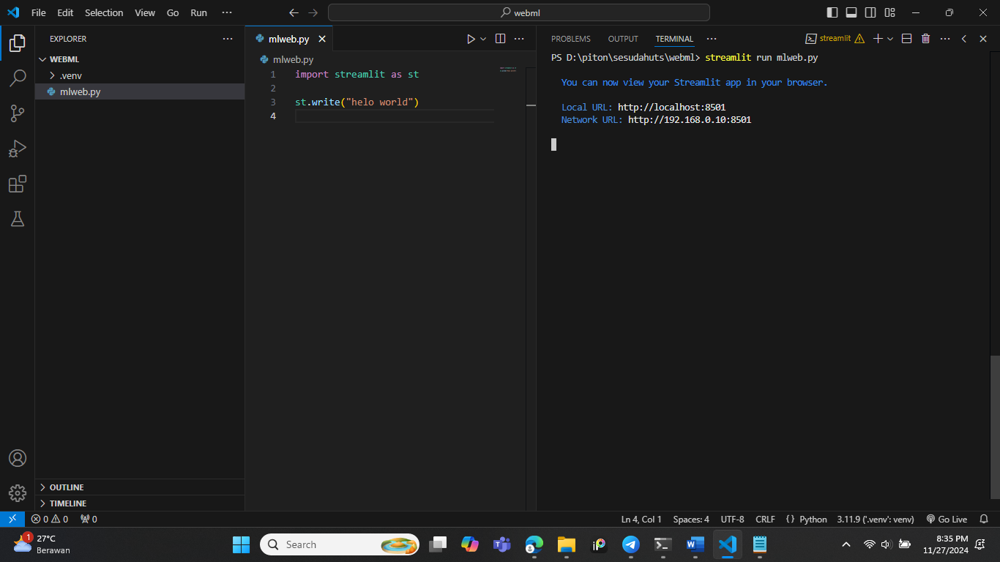 File Edit Selection View Go Run ···
webml
EXPLORER
WEBML
.venv
mlweb.py
OUTLINE
TIMELINE
mlweb.py
mlweb.py
1 import streamlit as st
2
3 st.write("helo world")
4
PROBLEMS OUTPUT TERMINAL ···
streamlit
PS D:\piton\sesudahuts\webml> streamlit run mlweb.py
You can now view your Streamlit app in your browser.
Local URL: http://localhost:8501
Network URL: http://192.168.0.10:8501
0 0 0 Ln 4, Col 1 Spaces: 4 UTF-8 CRLF {} Python 3.11.9 ('.venv': venv) Go Live
1 27°C
Berawan
Search
iP
8:35 PM
11/27/2024